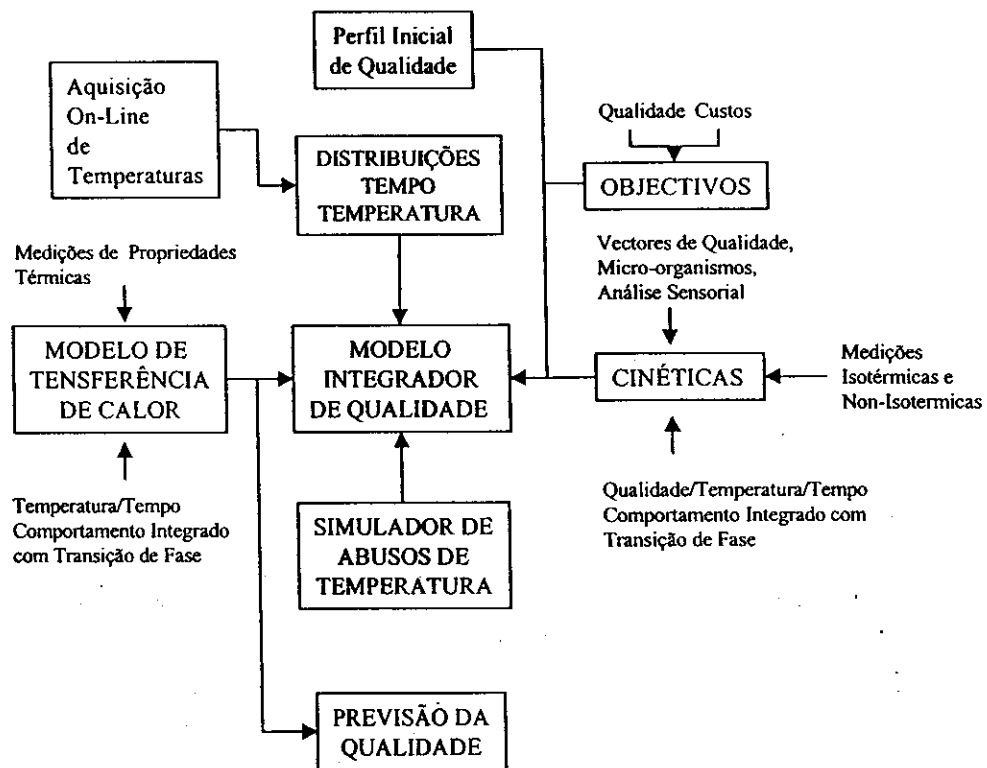 Perfil Inicial
de Qualidade
Aquisição
On-Line
de
Temperaturas
Qualidade Custos
DISTRIBUIÇÕES
TEMPO
TEMPERATURA
OBJECTIVOS
Medições de Propriedades
Térmicas
Vectores de Qualidade,
Micro-organismos,
Análise Sensorial
MODELO DE
TENSFERÊNCIA
DE CALOR
MODELO
INTEGRADOR
DE QUALIDADE
CINÉTICAS
Medições
Isotérmicas e
Non-Isotermicas
Temperatura/Tempo
Comportamento Integrado
com Transição de Fase
SIMULADOR DE
ABUSOS DE
TEMPERATURA
Qualidade/Temperatura/Tempo
Comportamento Integrado com
Transição de Fase
PREVISÃO DA
QUALIDADE